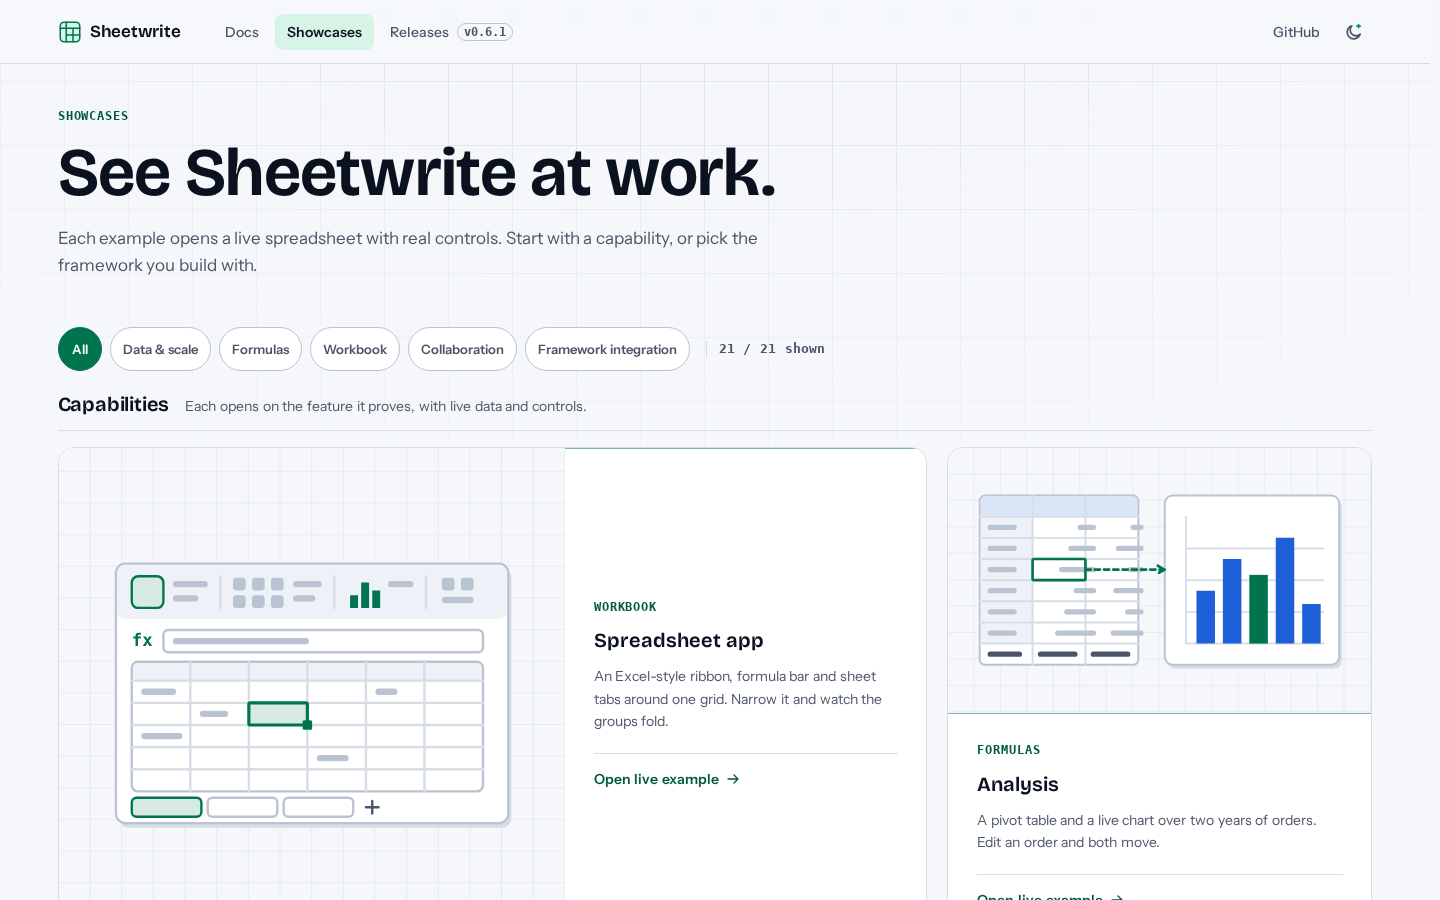 Sheetwrite
Docs
Showcases
Releases v0.6.1
GitHub
SHOWCASES
See Sheetwrite at work.
Each example opens a live spreadsheet with real controls. Start with a capability, or pick the
framework you build with.
All
Data & scale
Formulas
Workbook
Collaboration
Framework integration
21 / 21 shown
Capabilities
Each opens on the feature it proves, with live data and controls.
fx
WORKBOOK
Spreadsheet app
An Excel-style ribbon, formula bar and sheet
tabs around one grid. Narrow it and watch the
groups fold.
Open live example →
FORMULAS
Analysis
A pivot table and a live chart over two years of orders.
Edit an order and both move.
Open live example →